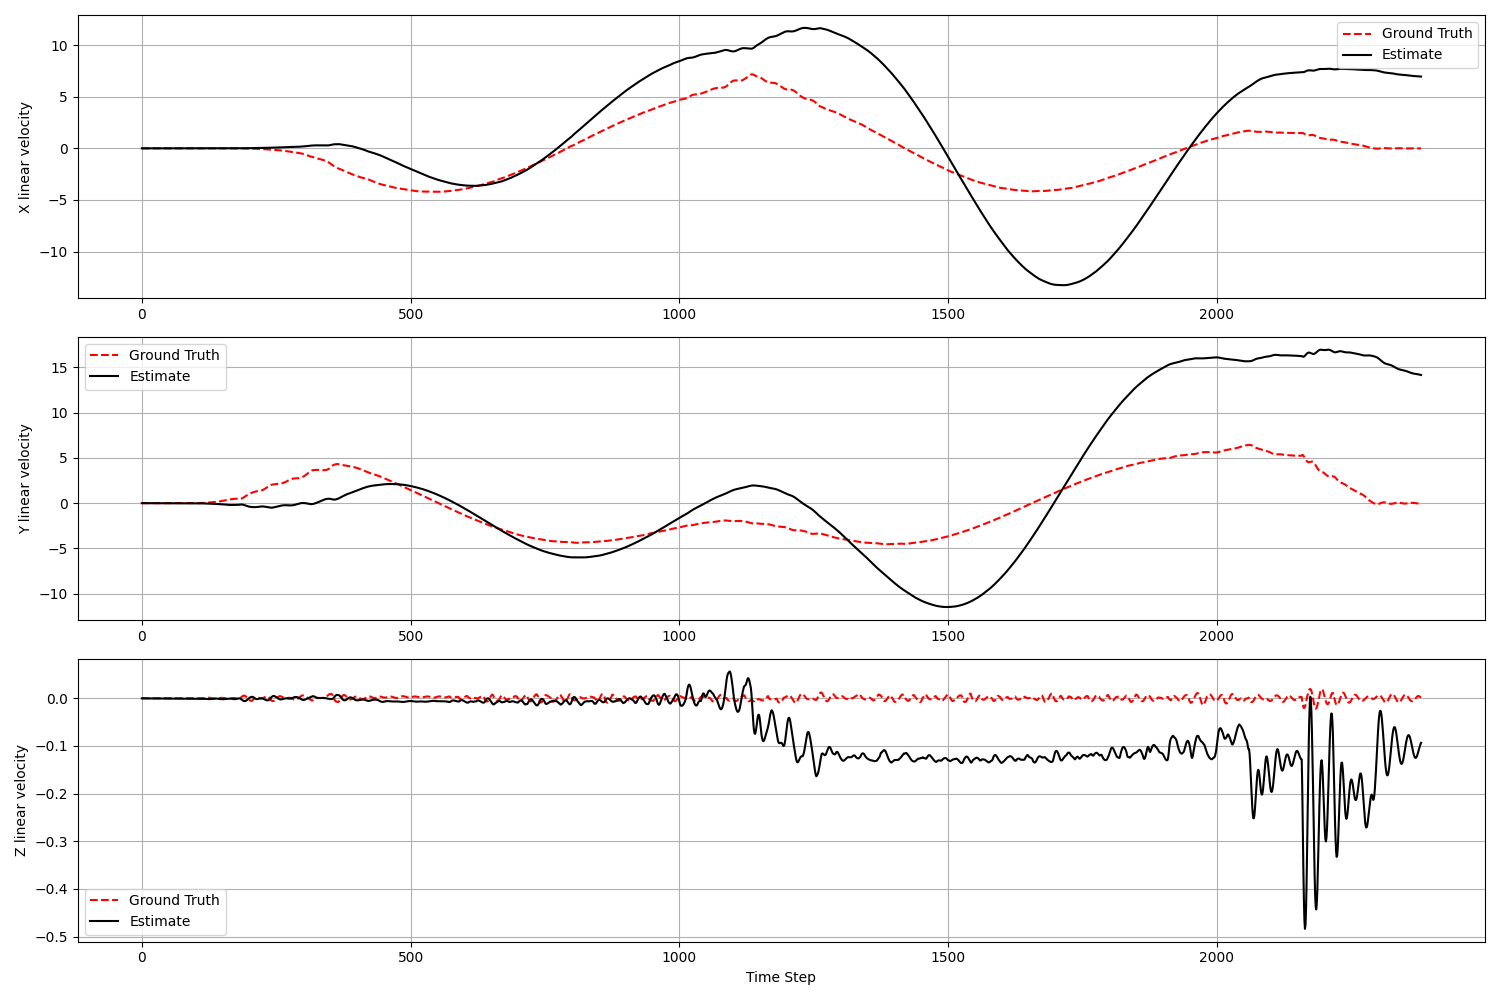 10
5
0
−5
−10
X linear velocity
Ground Truth
Estimate
0 500 1000 1500 2000
15
10
5
0
−5
−10
Y linear velocity
Ground Truth
Estimate
0 500 1000 1500 2000
0.0
−0.1
−0.2
−0.3
−0.4
−0.5
Z linear velocity
Ground Truth
Estimate
0 500 1000 1500 2000
Time Step